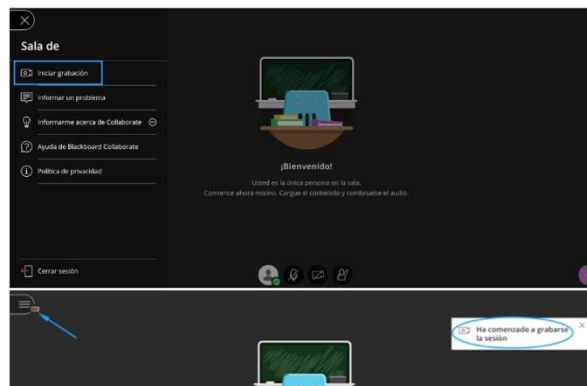 Sala de
Iniciar grabación
Informar un problema
Informarme acerca de Collaborate
Ayuda de Blackboard Collaborate
Política de privacidad
¡Bienvenido!
Usted es la única persona en la sala.
Comience ahora mismo. Cargue el contenido y compruebe el audio.
Cerrar sesión
Ha comenzado a grabarse
la sesión